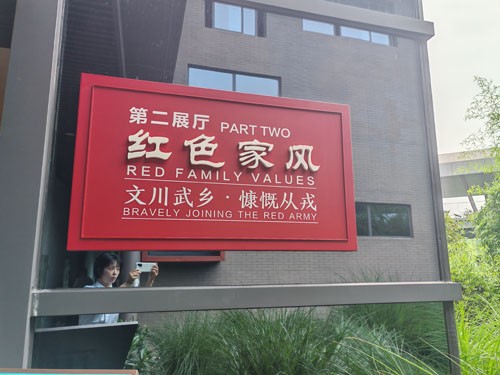 第二展厅 PART TWO
红色家风
RED FAMILY VALUES
文川武乡·慷慨从戎
BRAVELY JOINING THE RED ARMY